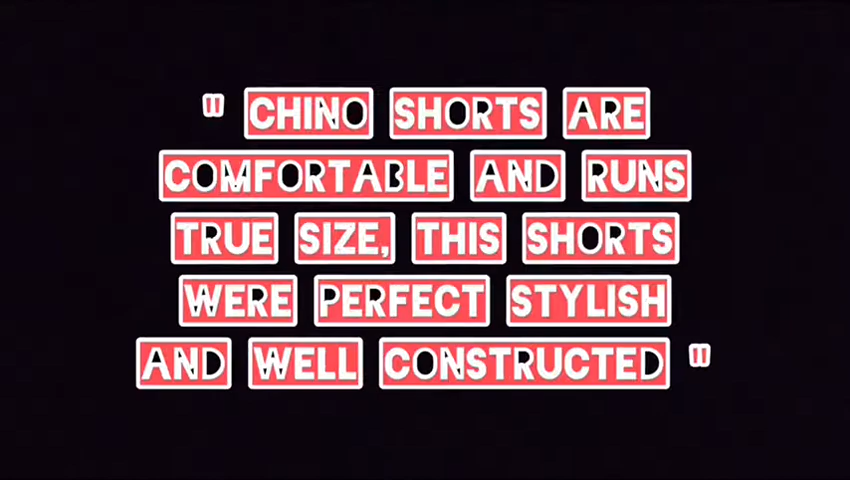 " CHINO SHORTS ARE
COMFORTABLE AND RUNS
TRUE SIZE, THIS SHORTS
WERE PERFECT STYLISH
AND WELL CONSTRUCTED "